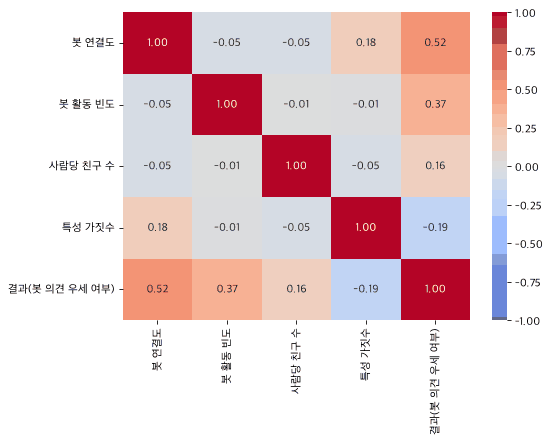 봇 연결도 1.00 -0.05 -0.05 0.18 0.52
봇 활동 빈도 -0.05 1.00 -0.01 -0.01 0.37
사람당 친구 수 -0.05 -0.01 1.00 -0.05 0.16
특성 가짓수 0.18 -0.01 -0.05 1.00 -0.19
결과(봇 의견 우세 여부) 0.52 0.37 0.16 -0.19 1.00
봇 연결도
봇 활동 빈도
사람당 친구 수
특성 가짓수
결과(봇 의견 우세 여부)
1.00
0.75
0.50
0.25
0.00
-0.25
-0.50
-0.75
-1.00